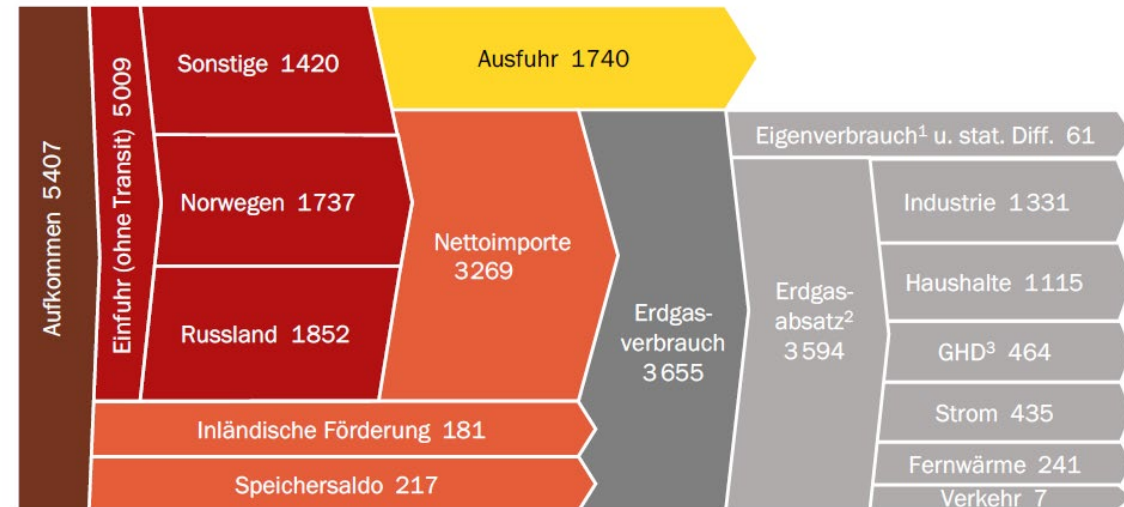 Aufkommen 5407
Einfuhr (ohne Transit) 5009
Sonstige 1420
Norwegen 1737
Russland 1852
Ausfuhr 1740
Nettoimporte
3269
Inländische Förderung 181
Speichersaldo 217
Erdgas-
verbrauch
3655
Eigenverbrauch¹ u. stat. Diff. 61
Erdgas-
absatz²
3594
Industrie 1331
Haushalte 1115
GHD³ 464
Strom 435
Fernwärme 241
Verkehr 7